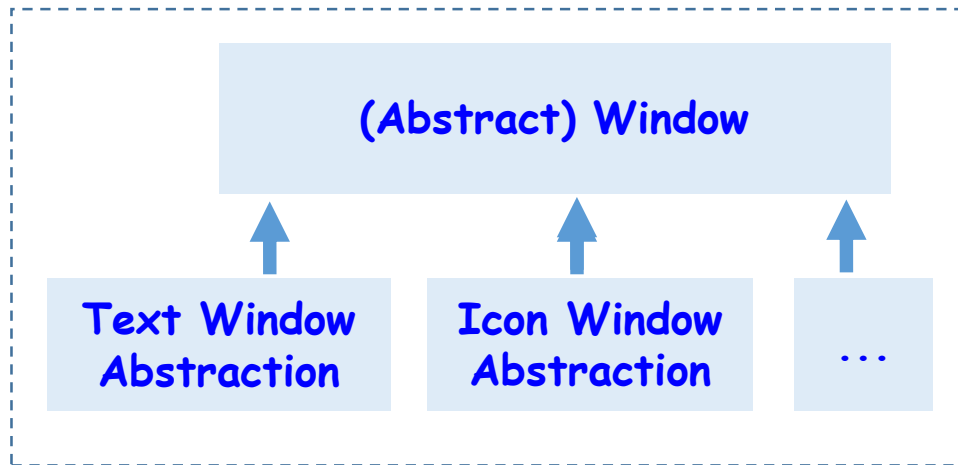 (Abstract) Window
Text Window
Abstraction
Icon Window
Abstraction
...